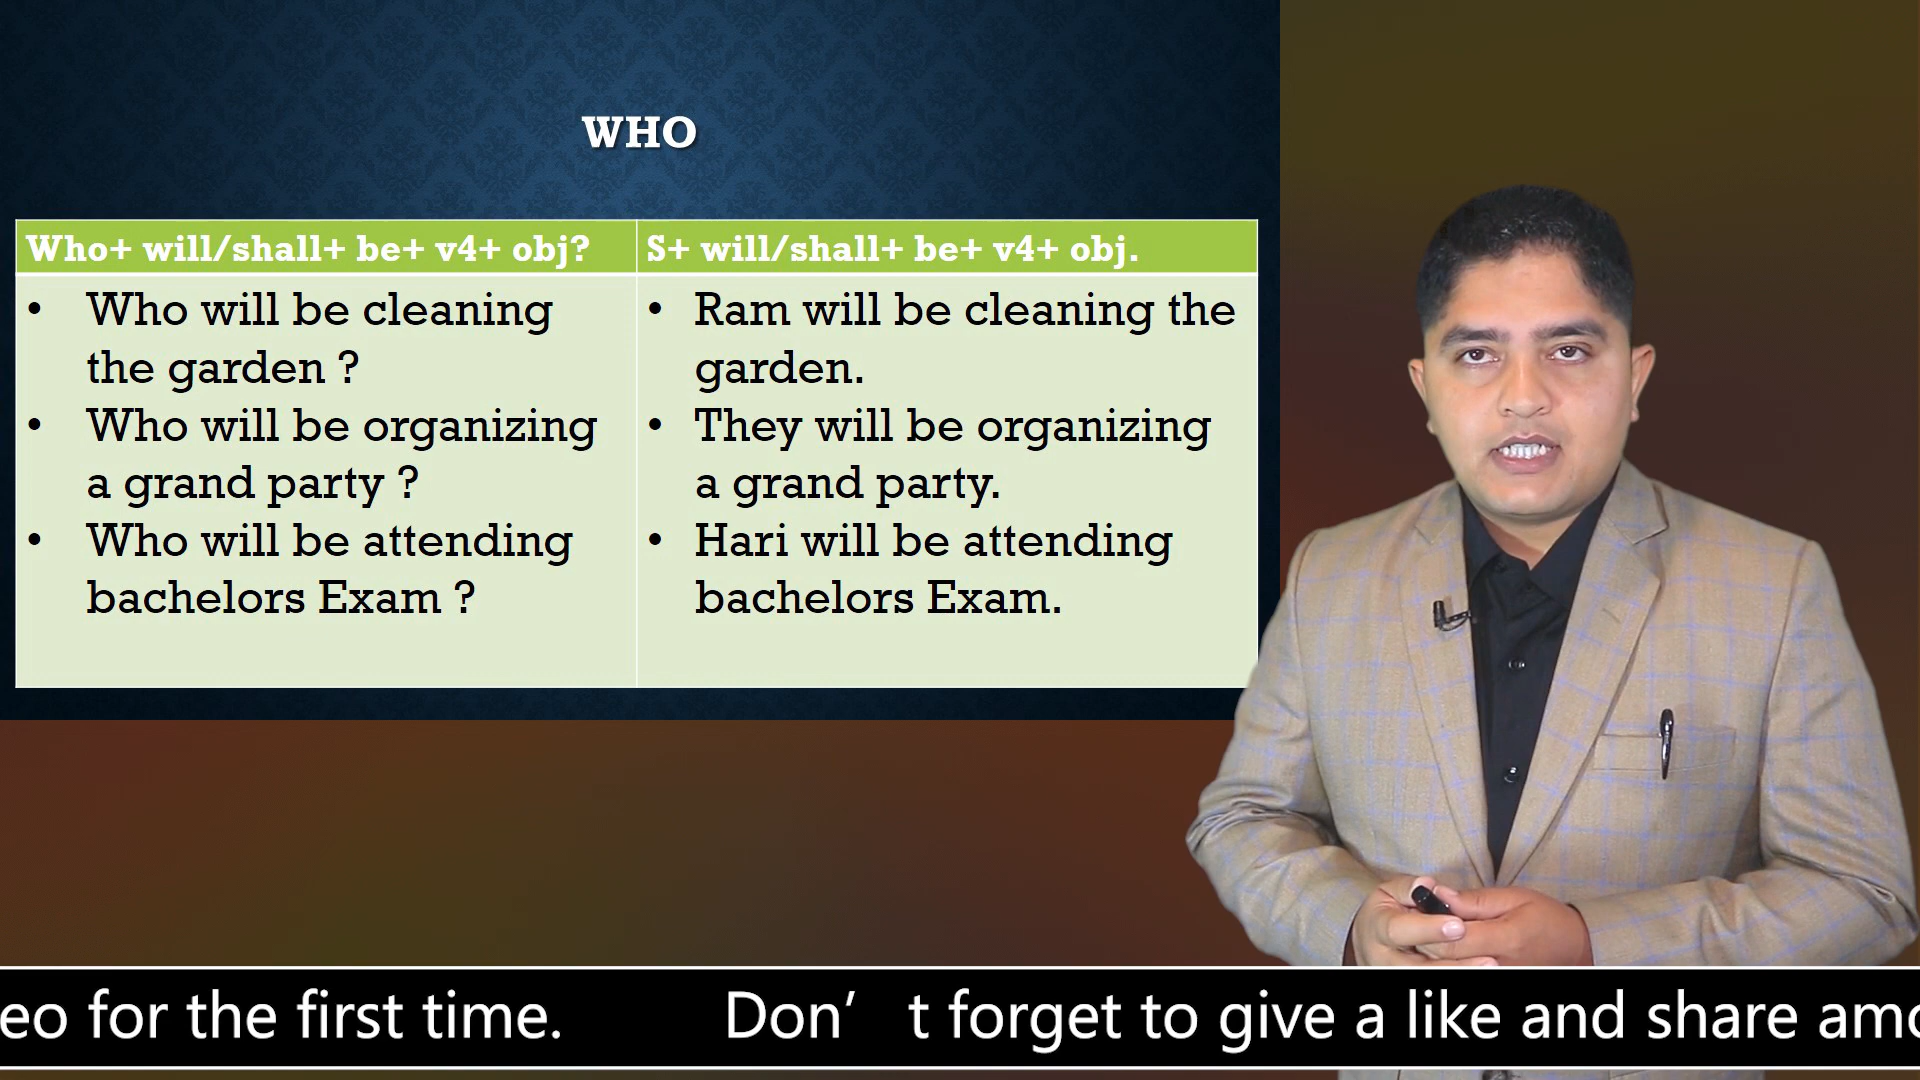 WHO
Who+ will/shall+ be+ v4+ obj?
S+ will/shall+ be+ v4+ obj.
• Who will be cleaning
the garden ?
• Who will be organizing
a grand party ?
• Who will be attending
bachelors Exam ?
• Ram will be cleaning the
garden.
• They will be organizing
a grand party.
• Hari will be attending
bachelors Exam.
eo for the first time. Don’ t forget to give a like and share amo